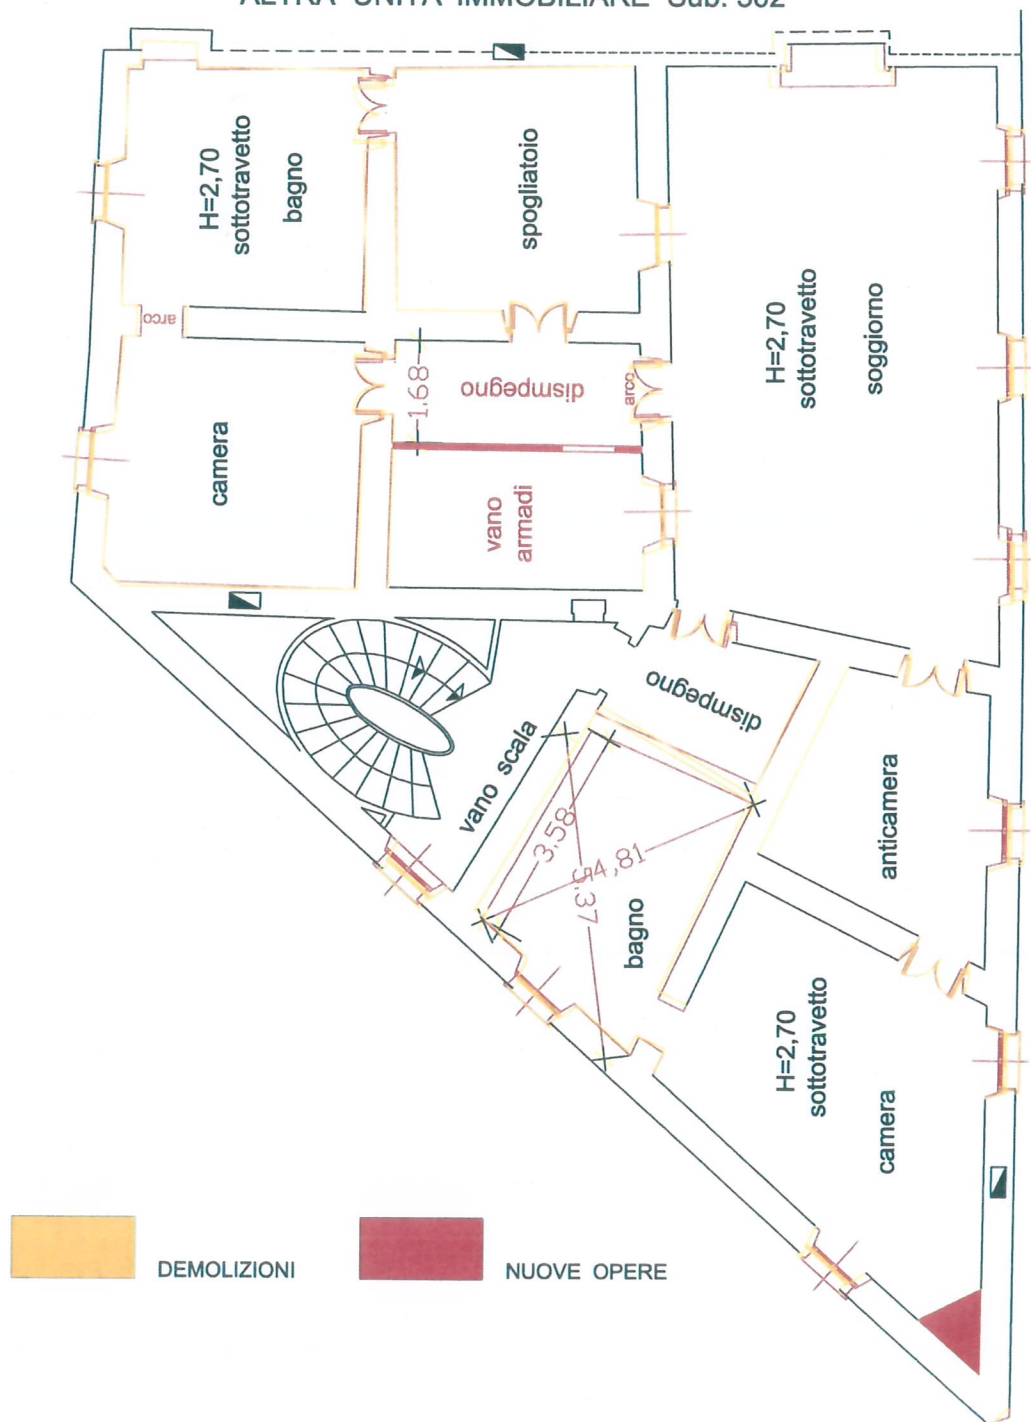 ALTRA UNITA' IMMOBILIARE Sub. 502
H=2,70
sottotravetto
bagno
spogliatoio
arco
H=2,70
sottotravetto
soggiorno
camera
1.68
dismpegno
arco
vano
armadi
dismpegno
vano scala
3,58
4,81
5,37
bagno
anticamera
H=2,70
sottotravetto
camera
DEMOLIZIONI
NUOVE OPERE